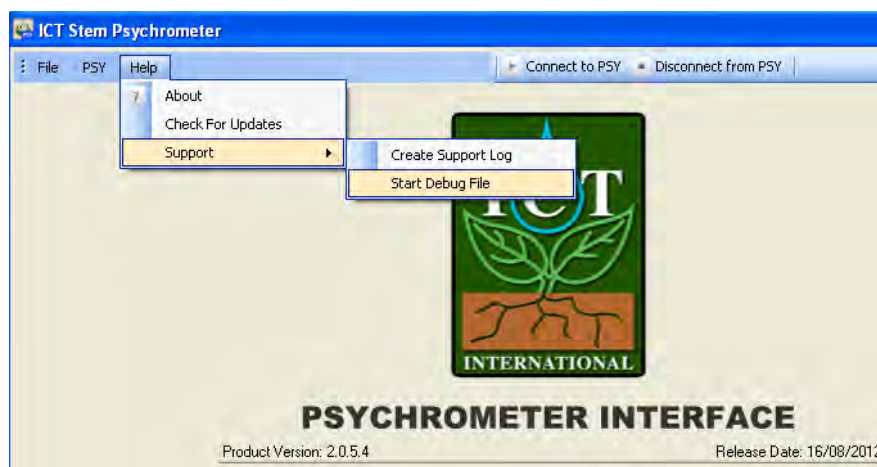 ICT Stem Psychrometer
File PSY Help Connect to PSY Disconnect from PSY
? About
Check For Updates
Support
Create Support Log
Start Debug File
ICT
INTERNATIONAL
PSYCHROMETER INTERFACE
Product Version: 2.0.5.4 Release Date: 16/08/2012